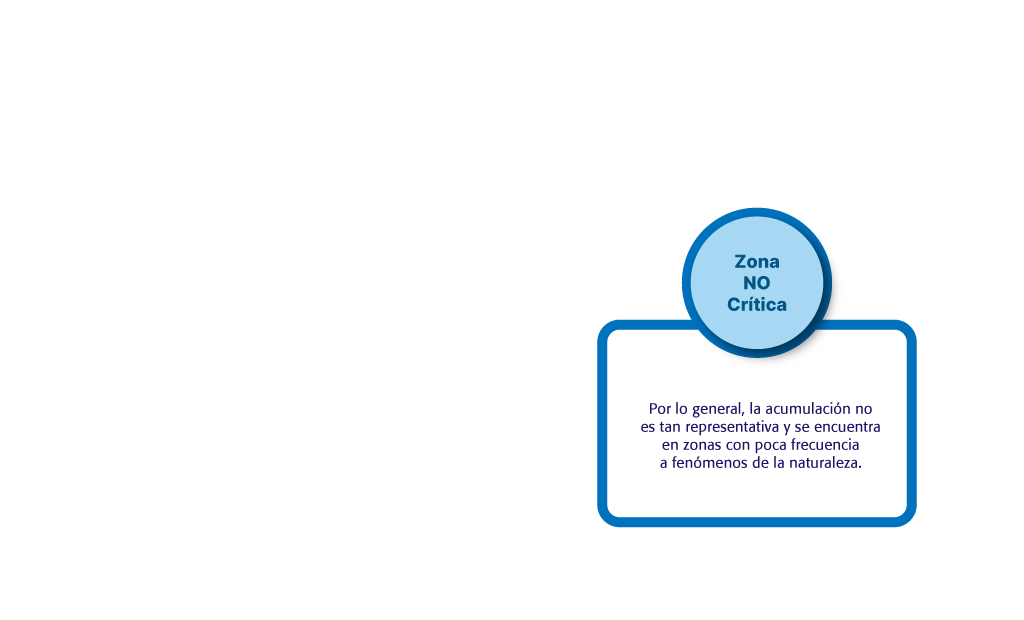 Zona
NO
Crítica
Por lo general, la acumulación no
es tan representativa y se encuentra
en zonas con poca frecuencia
a fenómenos de la naturaleza.